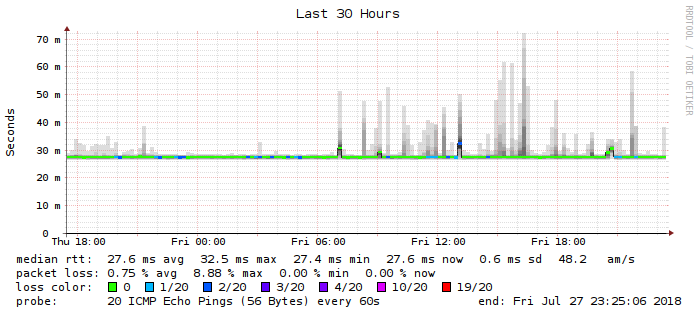 Last 30 Hours
RRDTOOL / TOBI OETIKER
Seconds
70 m
60 m
50 m
40 m
30 m
20 m
10 m
0
Thu 18:00 Fri 00:00 Fri 06:00 Fri 12:00 Fri 18:00
median rtt: 27.6 ms avg 32.5 ms max 27.4 ms min 27.6 ms now 0.6 ms sd 48.2 am/s
packet loss: 0.75 % avg 8.88 % max 0.00 % min 0.00 % now
loss color: 0 1/20 2/20 3/20 4/20 10/20 19/20
probe: 20 ICMP Echo Pings (56 Bytes) every 60s end: Fri Jul 27 23:25:06 2018